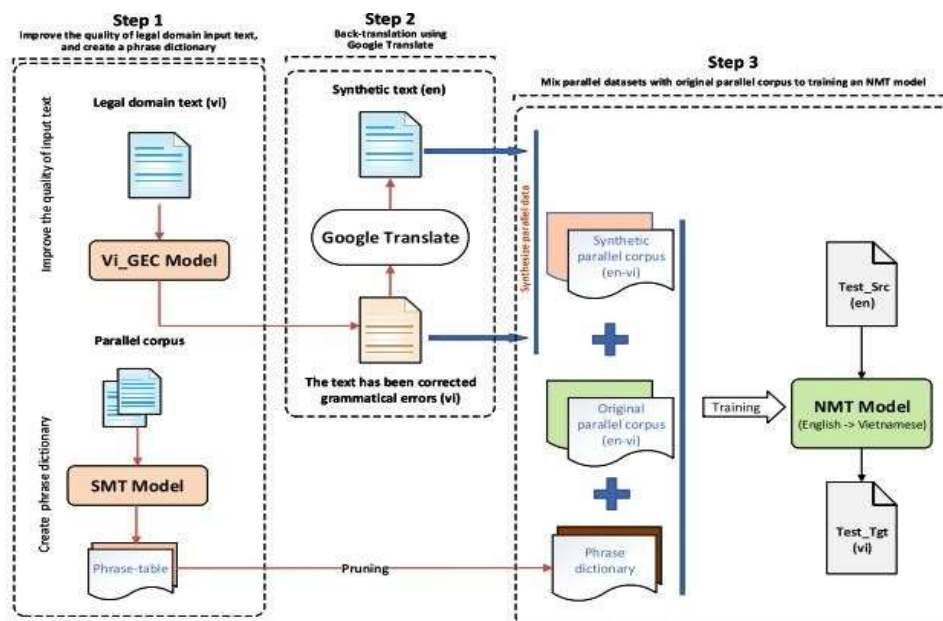 Step 1
Improve the quality of legal domain input text,
and create a phrase dictionary
Improve the quality of input text
Legal domain text (vi)
Vi_GEC Model
Parallel corpus
Create phrase dictionary
SMT Model
Phrase-table
Pruning
Step 2
Back-translation using
Google Translate
Synthetic text (en)
Google Translate
The text has been corrected
grammatical errors (vi)
Step 3
Mix parallel datasets with original parallel corpus to training an NMT model
Synthesize parallel data
Synthetic
parallel corpus
(en-vi)
Original
parallel corpus
(en-vi)
Phrase
dictionary
Training
Test_Src
(en)
NMT Model
(English -> Vietnamese)
Test_Tgt
(vi)